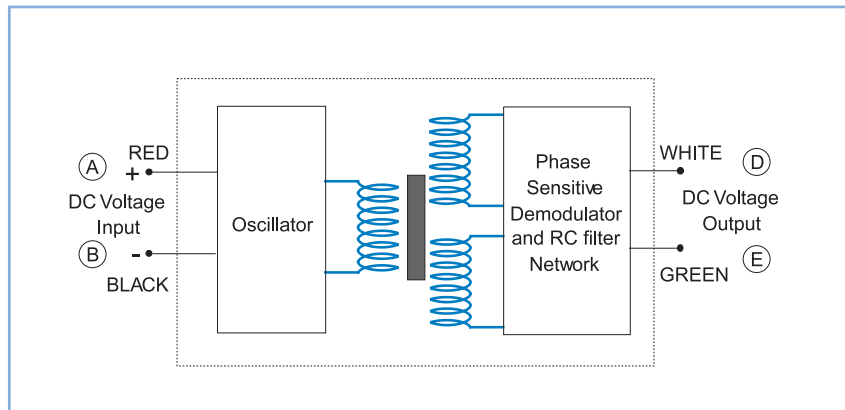 A
RED
+
DC Voltage
Input
B
-
BLACK
Oscillator
Phase
Sensitive
Demodulator
and RC filter
Network
WHITE
D
DC Voltage
Output
E
GREEN